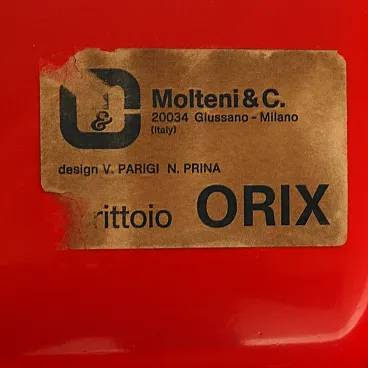 &
Molteni & C.
20034 Giussano - Milano
(Italy)
design V. PARIGI N. PRINA
rittoio ORIX